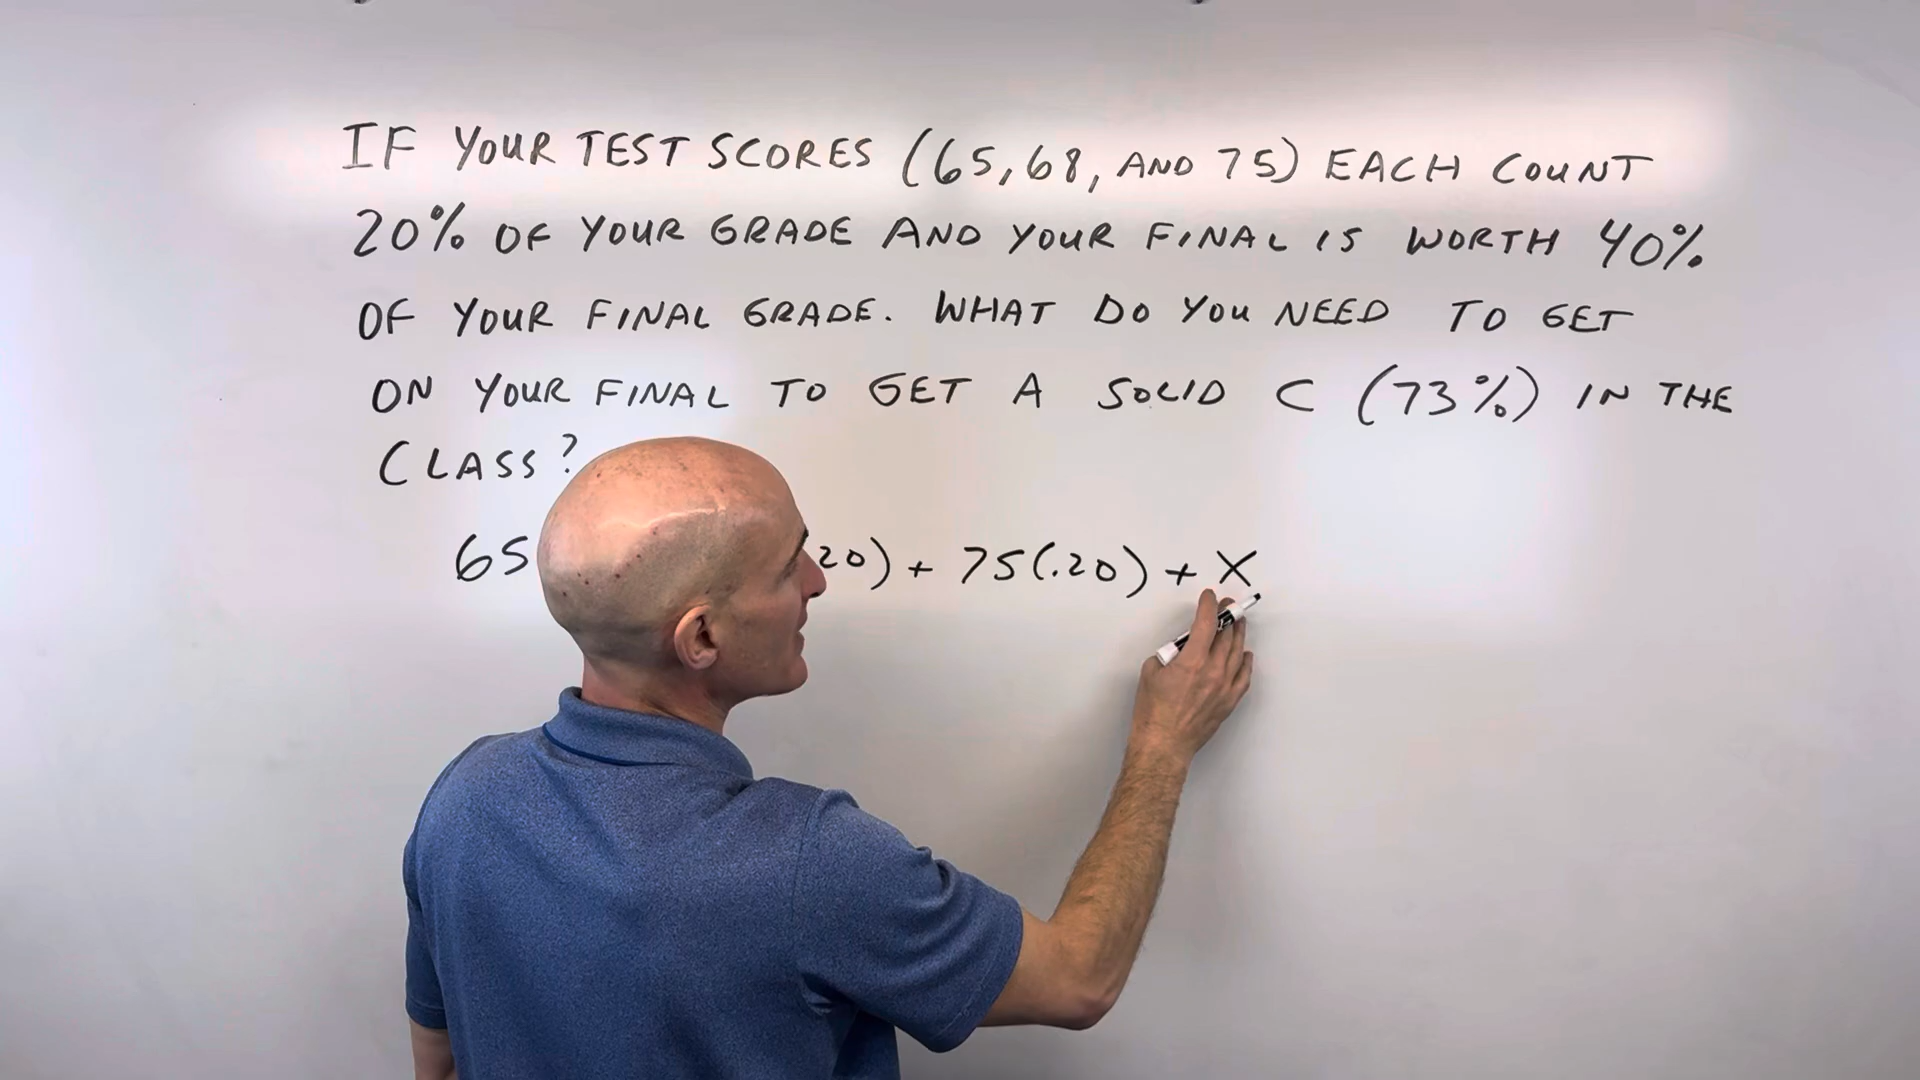 IF YOUR TEST SCORES (65, 68, AND 75) EACH COUNT
20% OF YOUR GRADE AND YOUR FINAL IS WORTH 40%
OF YOUR FINAL GRADE. WHAT DO YOU NEED TO GET
ON YOUR FINAL TO GET A SOLID C (73%) IN THE
CLASS?
65 20) + 75(.20) + X